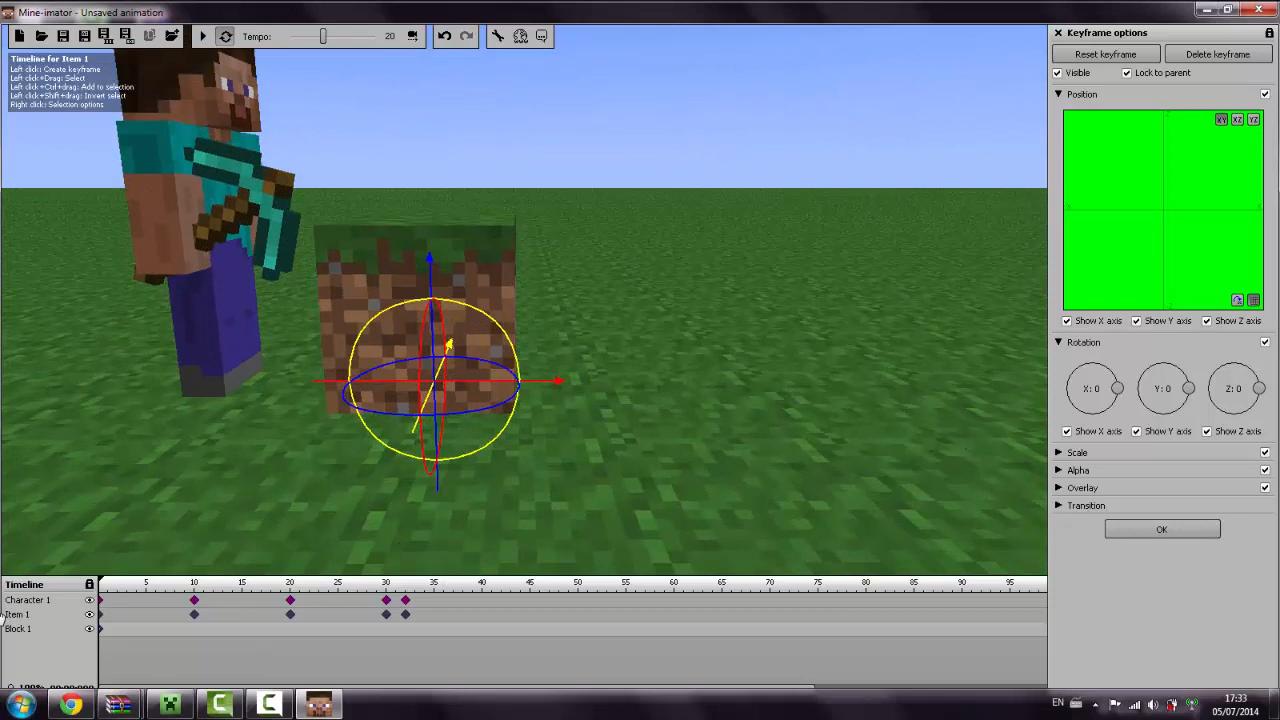 Mine-imator - Unsaved animation
Tempo: 20
Timeline for Item 1
Left click: Create keyframe
Left click+Drag: Select
Left click+Ctrl+drag: Add to selection
Left click+Shift+drag: Invert select
Right click: Selection options
Keyframe options
Reset keyframe Delete keyframe
Visible Lock to parent
Position
XY XZ YZ
Show X axis Show Y axis Show Z axis
Rotation
X: 0 Y: 0 Z: 0
Show X axis Show Y axis Show Z axis
Scale
Alpha
Overlay
Transition
OK
Timeline 5 10 15 20 25 30 35 40 45 50 55 60 65 70 75 80 85 90 95
Character 1
Item 1
Block 1
EN 17:33
05/07/2014